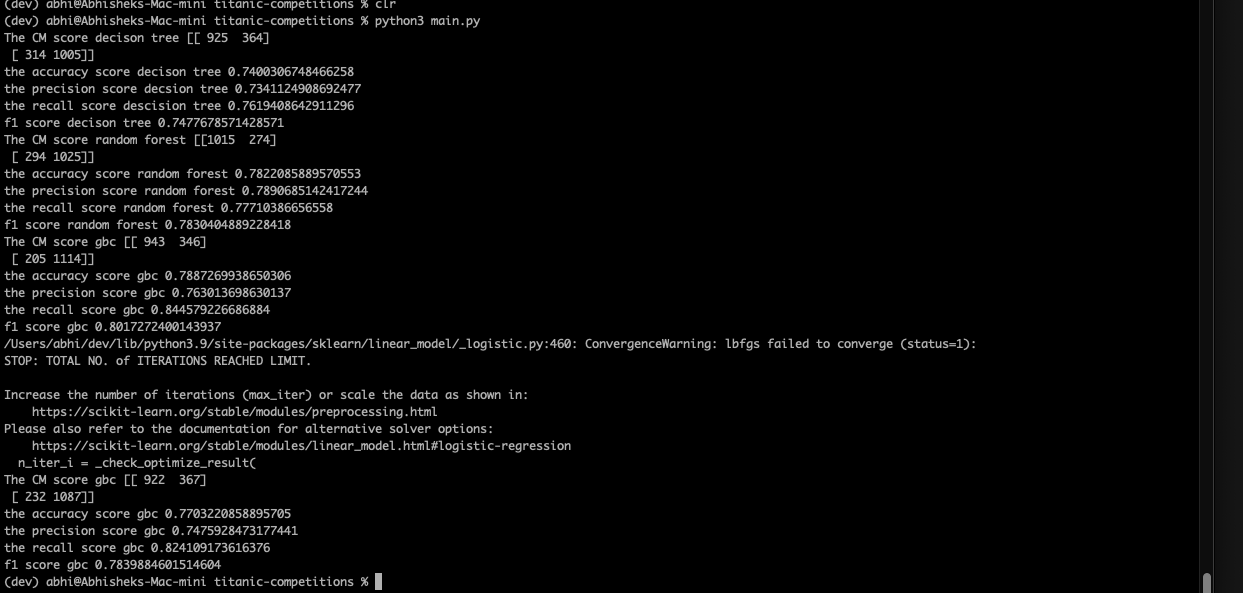 (dev) abhi@Abhisheks-Mac-mini titanic-competitions % clr
(dev) abhi@Abhisheks-Mac-mini titanic-competitions % python3 main.py
The CM score decison tree [[ 925  364]
 [ 314 1005]]
the accuracy score decison tree 0.7400306748466258
the precision score decsion tree 0.7341124908692477
the recall score descision tree 0.7619408642911296
f1 score decison tree 0.7477678571428571
The CM score random forest [[1015  274]
 [ 294 1025]]
the accuracy score random forest 0.7822085889570553
the precision score random forest 0.7890685142417244
the recall score random forest 0.77710386656558
f1 score random forest 0.7830404889228418
The CM score gbc [[ 943  346]
 [ 205 1114]]
the accuracy score gbc 0.7887269938650306
the precision score gbc 0.763013698630137
the recall score gbc 0.844579226686884
f1 score gbc 0.8017272400143937
/Users/abhi/dev/lib/python3.9/site-packages/sklearn/linear_model/_logistic.py:460: ConvergenceWarning: lbfgs failed to converge (status=1):
STOP: TOTAL NO. of ITERATIONS REACHED LIMIT.

Increase the number of iterations (max_iter) or scale the data as shown in:
    https://scikit-learn.org/stable/modules/preprocessing.html
Please also refer to the documentation for alternative solver options:
    https://scikit-learn.org/stable/modules/linear_model.html#logistic-regression
  n_iter_i = _check_optimize_result(
The CM score gbc [[ 922  367]
 [ 232 1087]]
the accuracy score gbc 0.7703220858895705
the precision score gbc 0.7475928473177441
the recall score gbc 0.824109173616376
f1 score gbc 0.7839884601514604
(dev) abhi@Abhisheks-Mac-mini titanic-competitions %